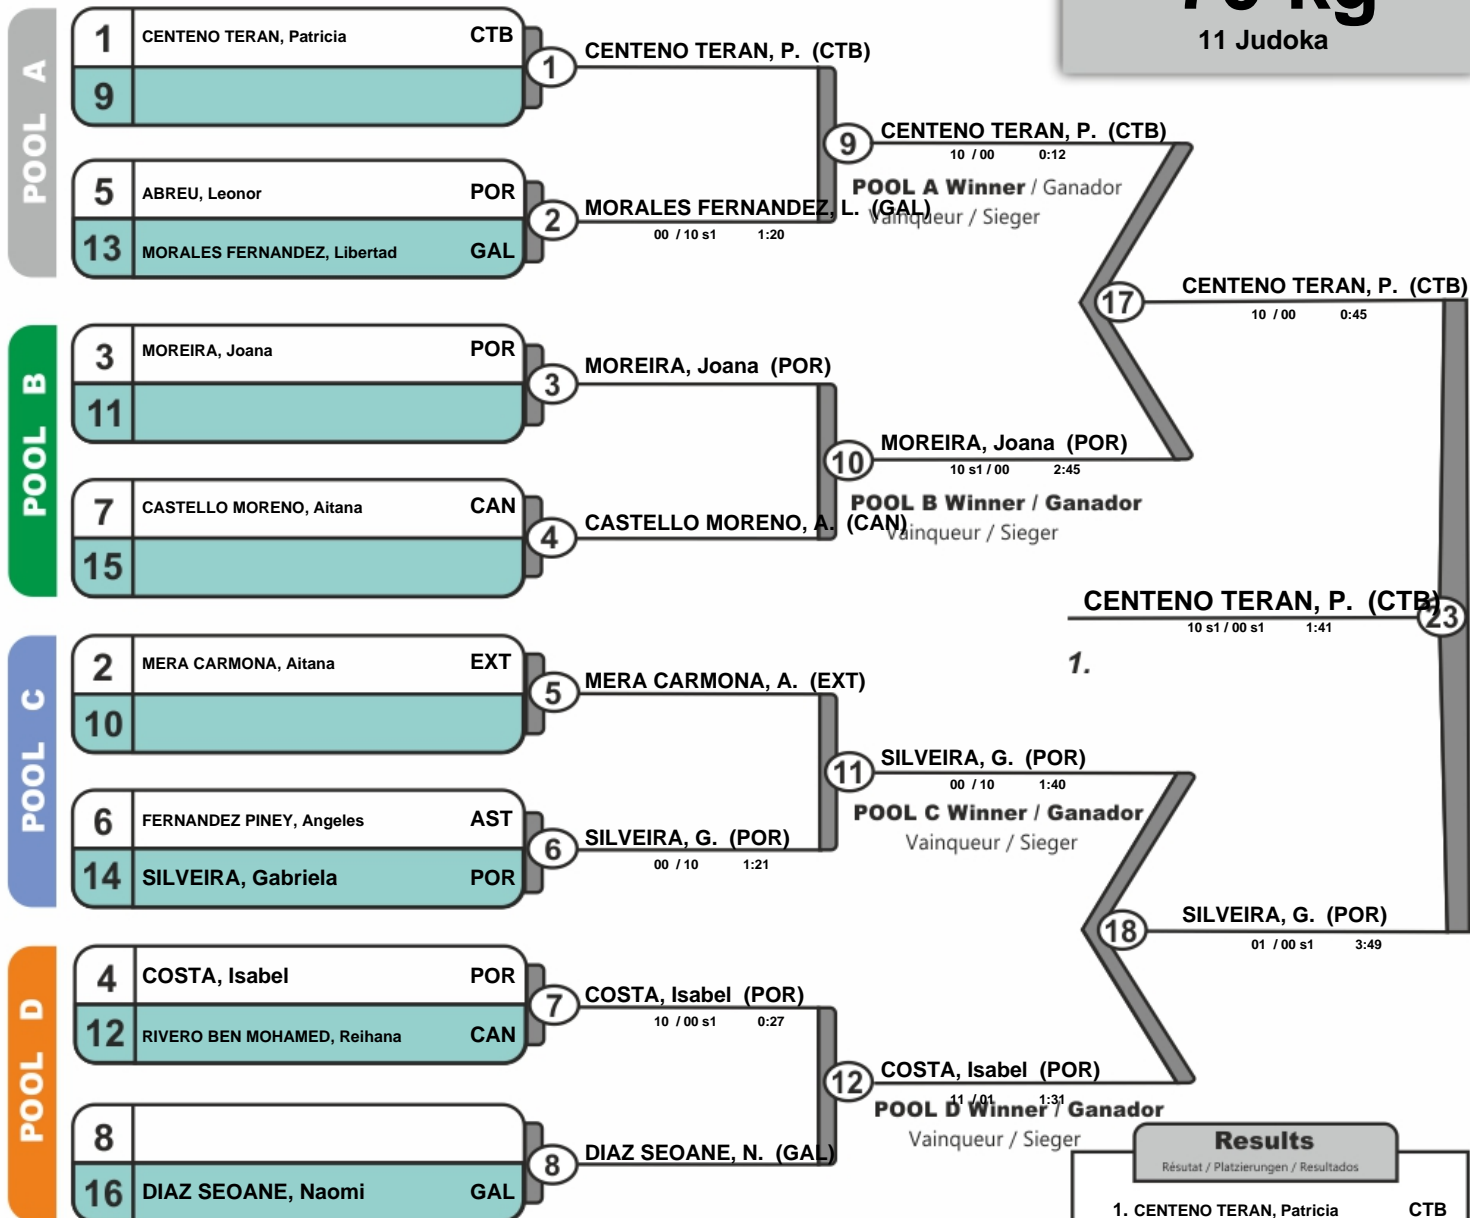 11 Judoka
POOL A
1 CENTENO TERAN, Patricia CTB
9
5 ABREU, Leonor POR
13 MORALES FERNANDEZ, Libertad GAL
1 CENTENO TERAN, P. (CTB)
2 MORALES FERNANDEZ, L. (GAL)
00 / 10 s1 1:20
9 CENTENO TERAN, P. (CTB)
10 / 00 0:12
POOL A Winner / Ganador
Vainqueur / Sieger
POOL B
3 MOREIRA, Joana POR
11
7 CASTELLO MORENO, Aitana CAN
15
3 MOREIRA, Joana (POR)
4 CASTELLO MORENO, A. (CAN)
10 MOREIRA, Joana (POR)
10 s1 / 00 2:45
POOL B Winner / Ganador
Vainqueur / Sieger
17 CENTENO TERAN, P. (CTB)
10 / 00 0:45
CENTENO TERAN, P. (CTB) 23
10 s1 / 00 s1 1:41
1.
POOL C
2 MERA CARMONA, Aitana EXT
10
6 FERNANDEZ PINEY, Angeles AST
14 SILVEIRA, Gabriela POR
5 MERA CARMONA, A. (EXT)
6 SILVEIRA, G. (POR)
00 / 10 1:21
11 SILVEIRA, G. (POR)
00 / 10 1:40
POOL C Winner / Ganador
Vainqueur / Sieger
18 SILVEIRA, G. (POR)
01 / 00 s1 3:49
POOL D
4 COSTA, Isabel POR
12 RIVERO BEN MOHAMED, Reihana CAN
8
16 DIAZ SEOANE, Naomi GAL
7 COSTA, Isabel (POR)
10 / 00 s1 0:27
8 DIAZ SEOANE, N. (GAL)
12 COSTA, Isabel (POR)
11 / 01 1:31
POOL D Winner / Ganador
Vainqueur / Sieger
Results
Résutat / Platzierungen / Resultados
1. CENTENO TERAN, Patricia CTB